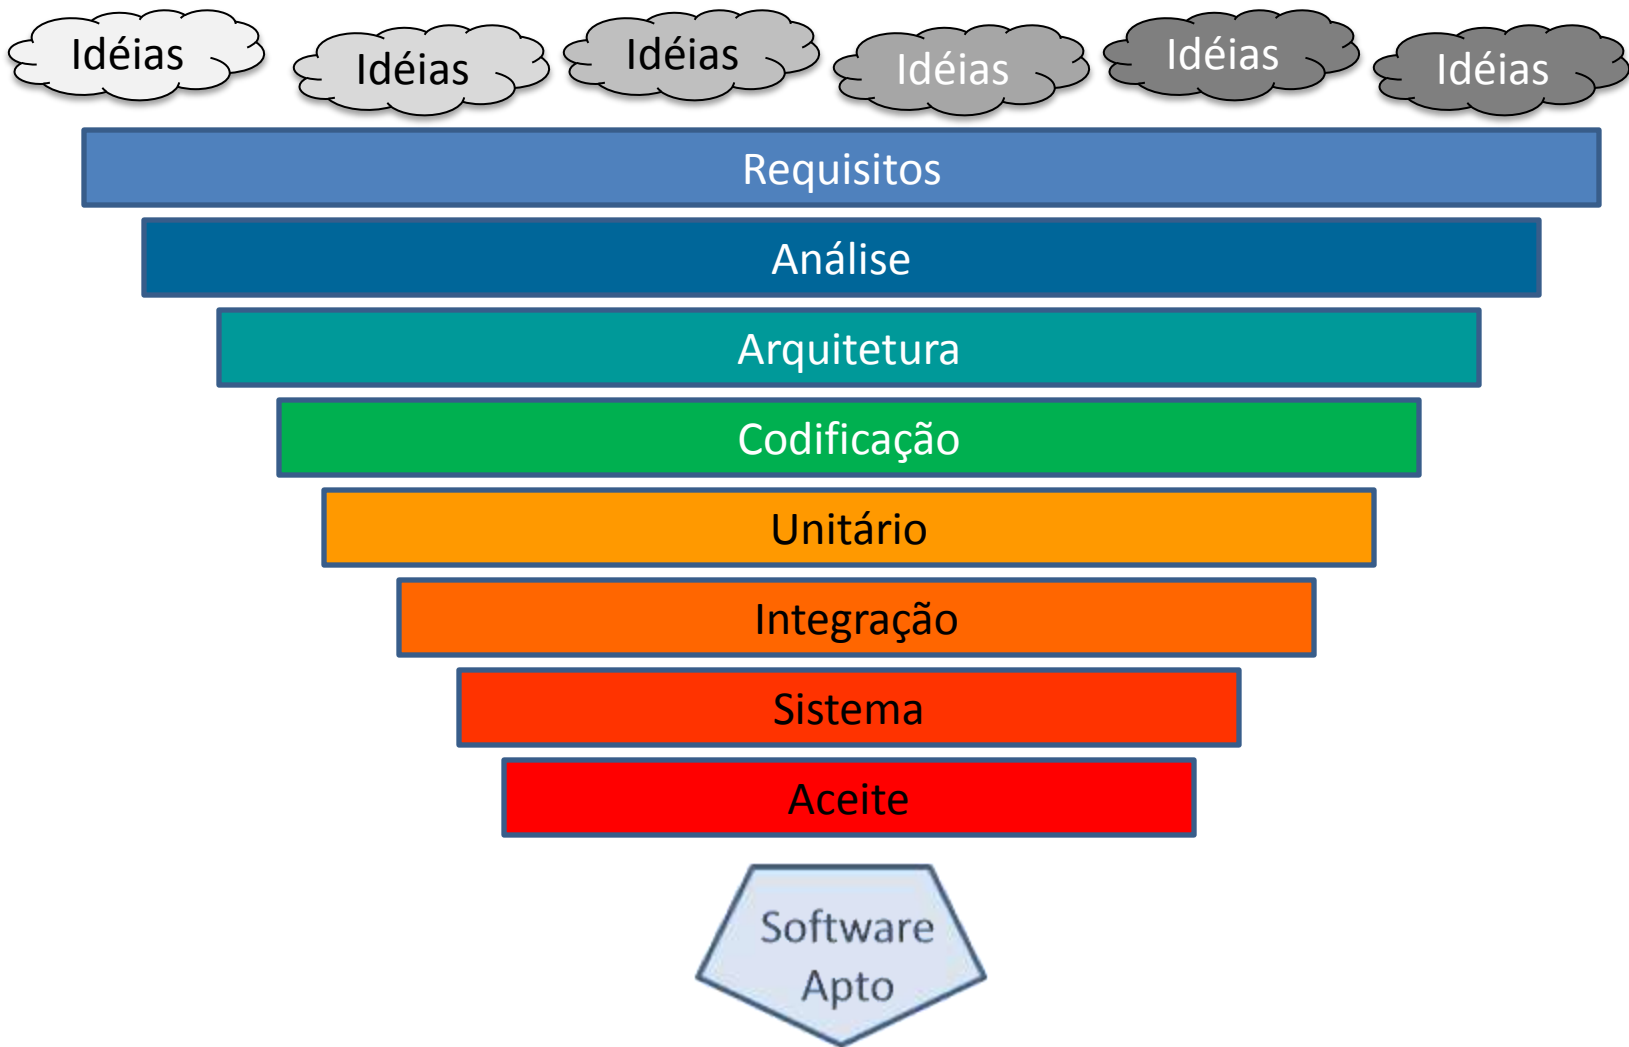 Idéias
Idéias
Idéias
Idéias
Idéias
Idéias
Requisitos
Análise
Arquitetura
Codificação
Unitário
Integração
Sistema
Aceite
Software
Apto